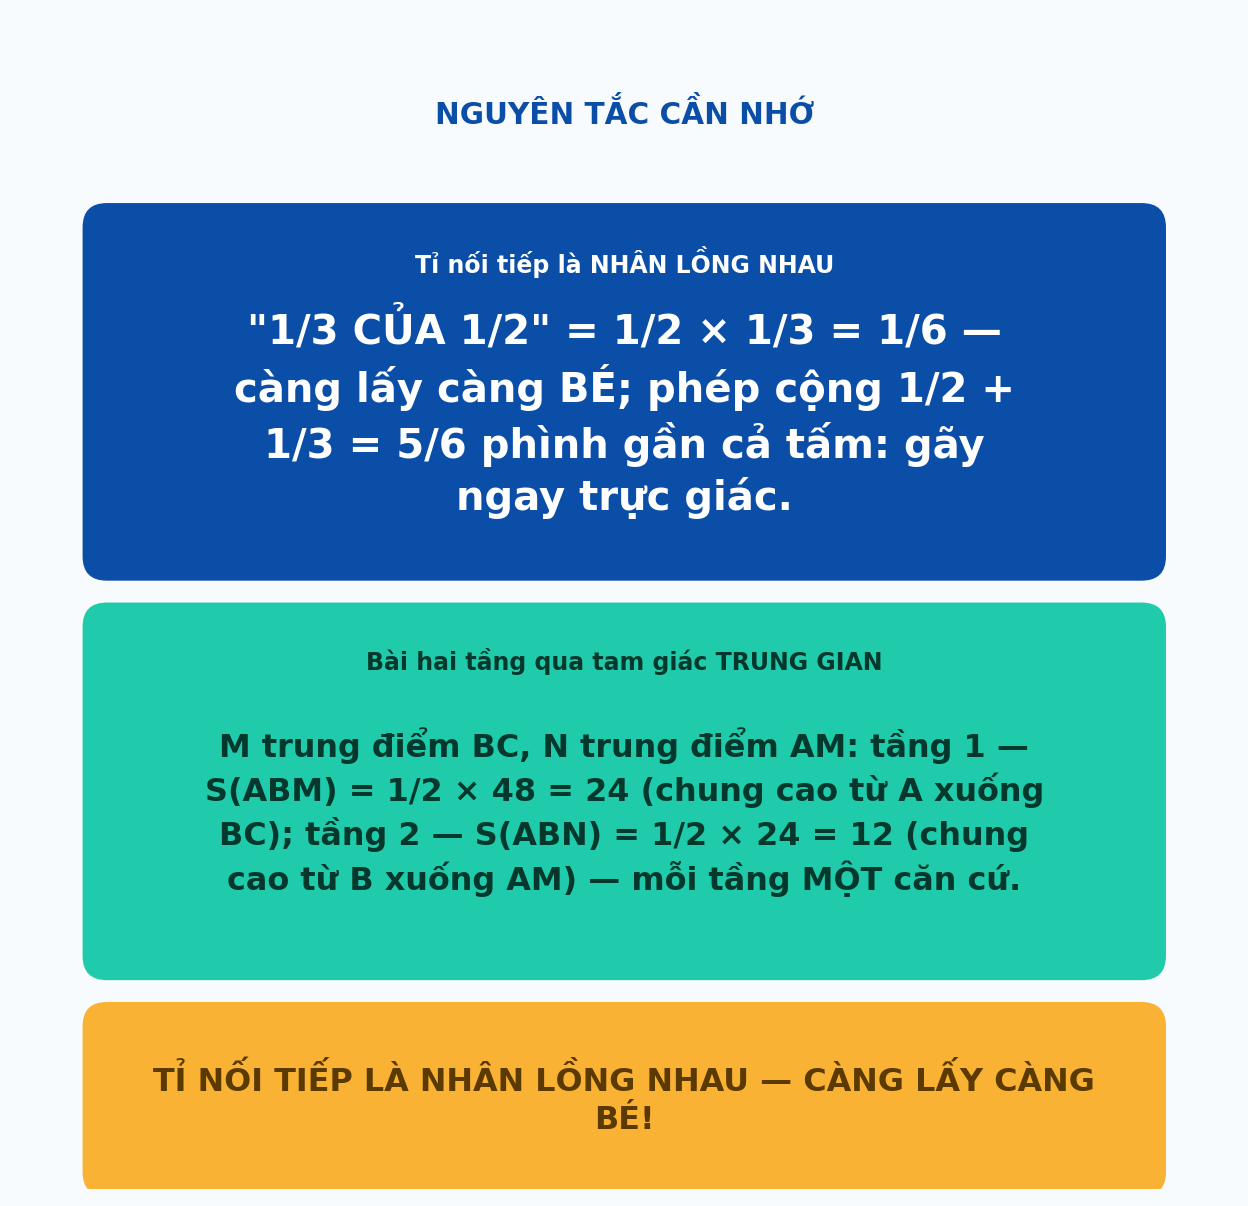 NGUYÊN TẮC CẦN NHỚ
Tỉ nối tiếp là NHÂN LỒNG NHAU
"1/3 CỦA 1/2" = 1/2 × 1/3 = 1/6 —
càng lấy càng BÉ; phép cộng 1/2 +
1/3 = 5/6 phình gần cả tấm: gãy
ngay trực giác.
Bài hai tầng qua tam giác TRUNG GIAN
M trung điểm BC, N trung điểm AM: tầng 1 —
S(ABM) = 1/2 × 48 = 24 (chung cao từ A xuống
BC); tầng 2 — S(ABN) = 1/2 × 24 = 12 (chung
cao từ B xuống AM) — mỗi tầng MỘT căn cứ.
TỈ NỐI TIẾP LÀ NHÂN LỒNG NHAU — CÀNG LẤY CÀNG
BÉ!